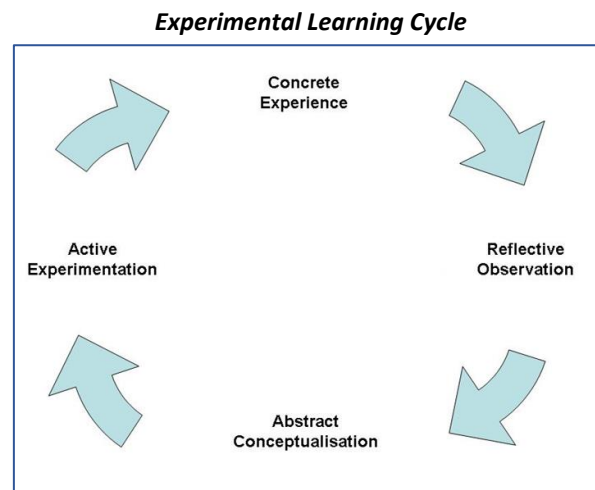 Experimental Learning Cycle
Concrete
Experience
Reflective
Observation
Abstract
Conceptualisation
Active
Experimentation